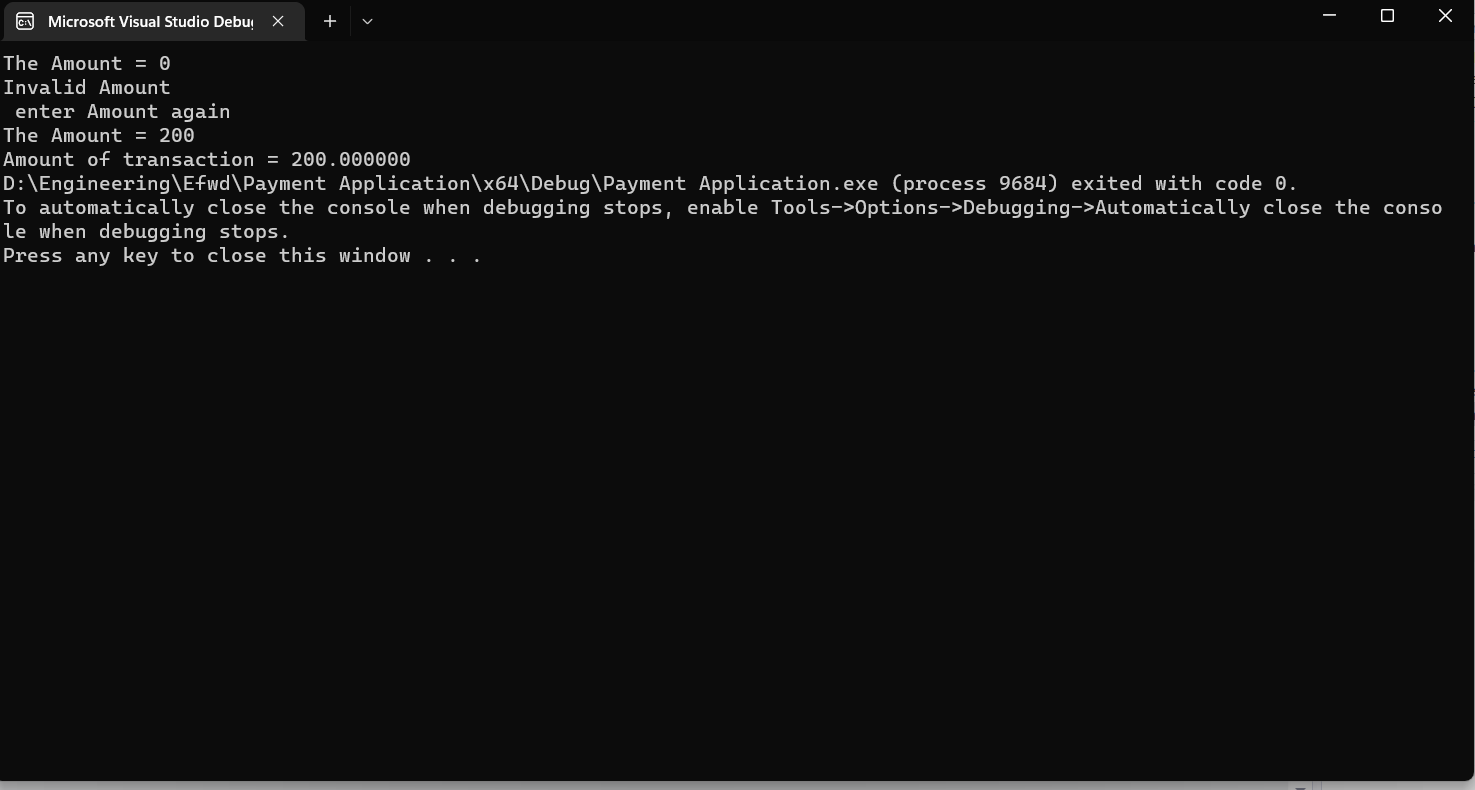 Microsoft Visual Studio Debu
The Amount = 0
Invalid Amount
 enter Amount again
The Amount = 200
Amount of transaction = 200.000000
D:\Engineering\Efwd\Payment Application\x64\Debug\Payment Application.exe (process 9684) exited with code 0.
To automatically close the console when debugging stops, enable Tools->Options->Debugging->Automatically close the conso
le when debugging stops.
Press any key to close this window . . .